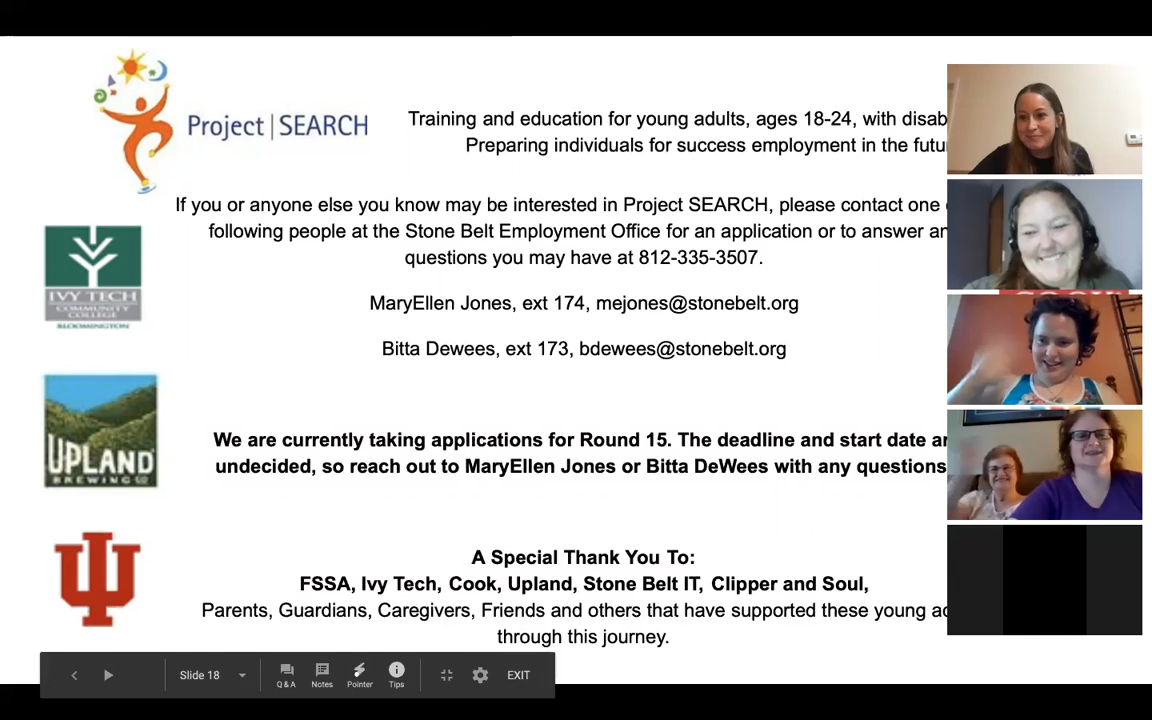 Project | SEARCH
Training and education for young adults, ages 18-24, with disab
Preparing individuals for success employment in the futu
If you or anyone else you know may be interested in Project SEARCH, please contact one
following people at the Stone Belt Employment Office for an application or to answer an
questions you may have at 812-335-3507.
IVY TECH
COMMUNITY
COLLEGE
BLOOMINGTON
MaryEllen Jones, ext 174, mejones@stonebelt.org
Bitta Dewees, ext 173, bdewees@stonebelt.org
UPLAND
BREWING CO
We are currently taking applications for Round 15. The deadline and start date ar
undecided, so reach out to MaryEllen Jones or Bitta DeWees with any questions
A Special Thank You To:
FSSA, Ivy Tech, Cook, Upland, Stone Belt IT, Clipper and Soul,
Parents, Guardians, Caregivers, Friends and others that have supported these young ad
through this journey.
Slide 18
Q & A
Notes
Pointer
Tips
EXIT